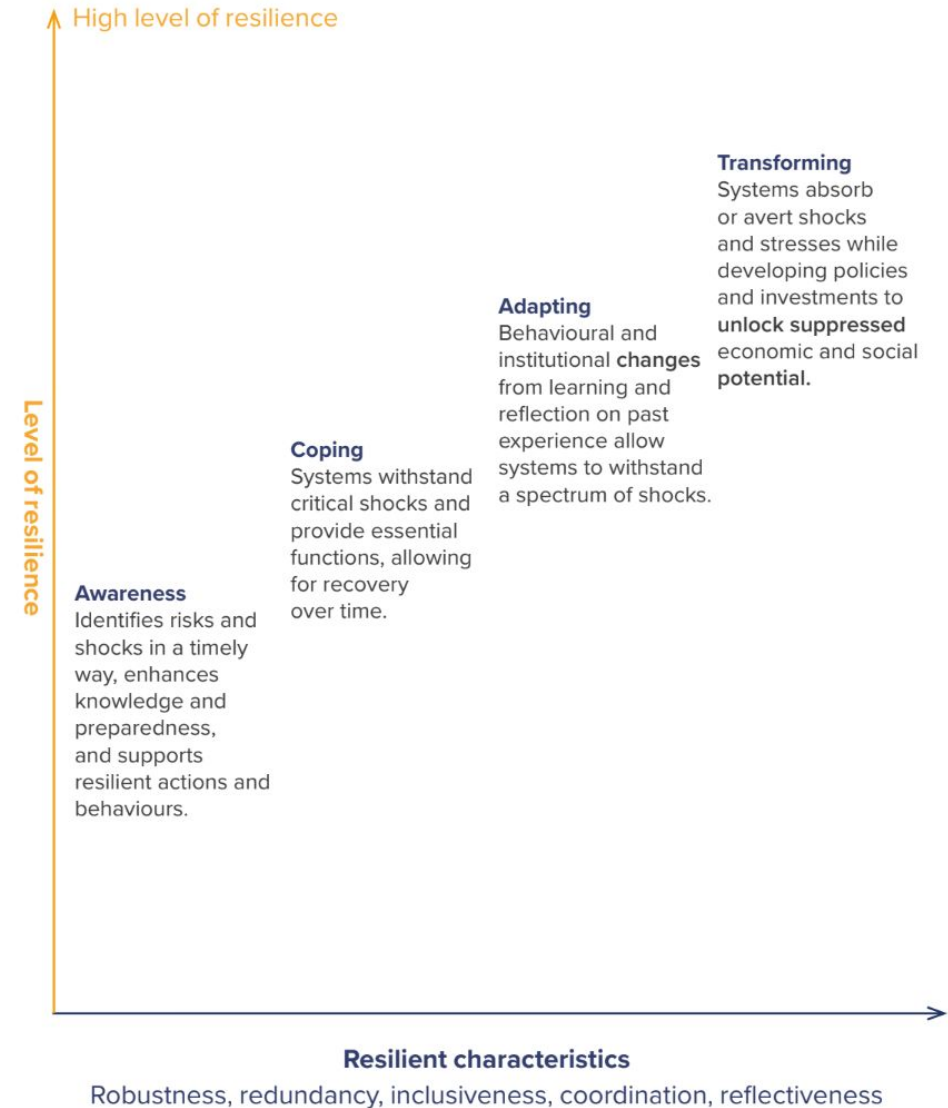 High level of resilience
Transforming
Systems absorb
or avert shocks
and stresses while
developing policies
and investments to
unlock suppressed
economic and social
potential.
Adapting
Behavioural and
institutional changes
from learning and
reflection on past
experience allow
systems to withstand
a spectrum of shocks.
Coping
Systems withstand
critical shocks and
provide essential
functions, allowing
for recovery
over time.
Awareness
Identifies risks and
shocks in a timely
way, enhances
knowledge and
preparedness,
and supports
resilient actions and
behaviours.
Level of resilience
Resilient characteristics
Robustness, redundancy, inclusiveness, coordination, reflectiveness